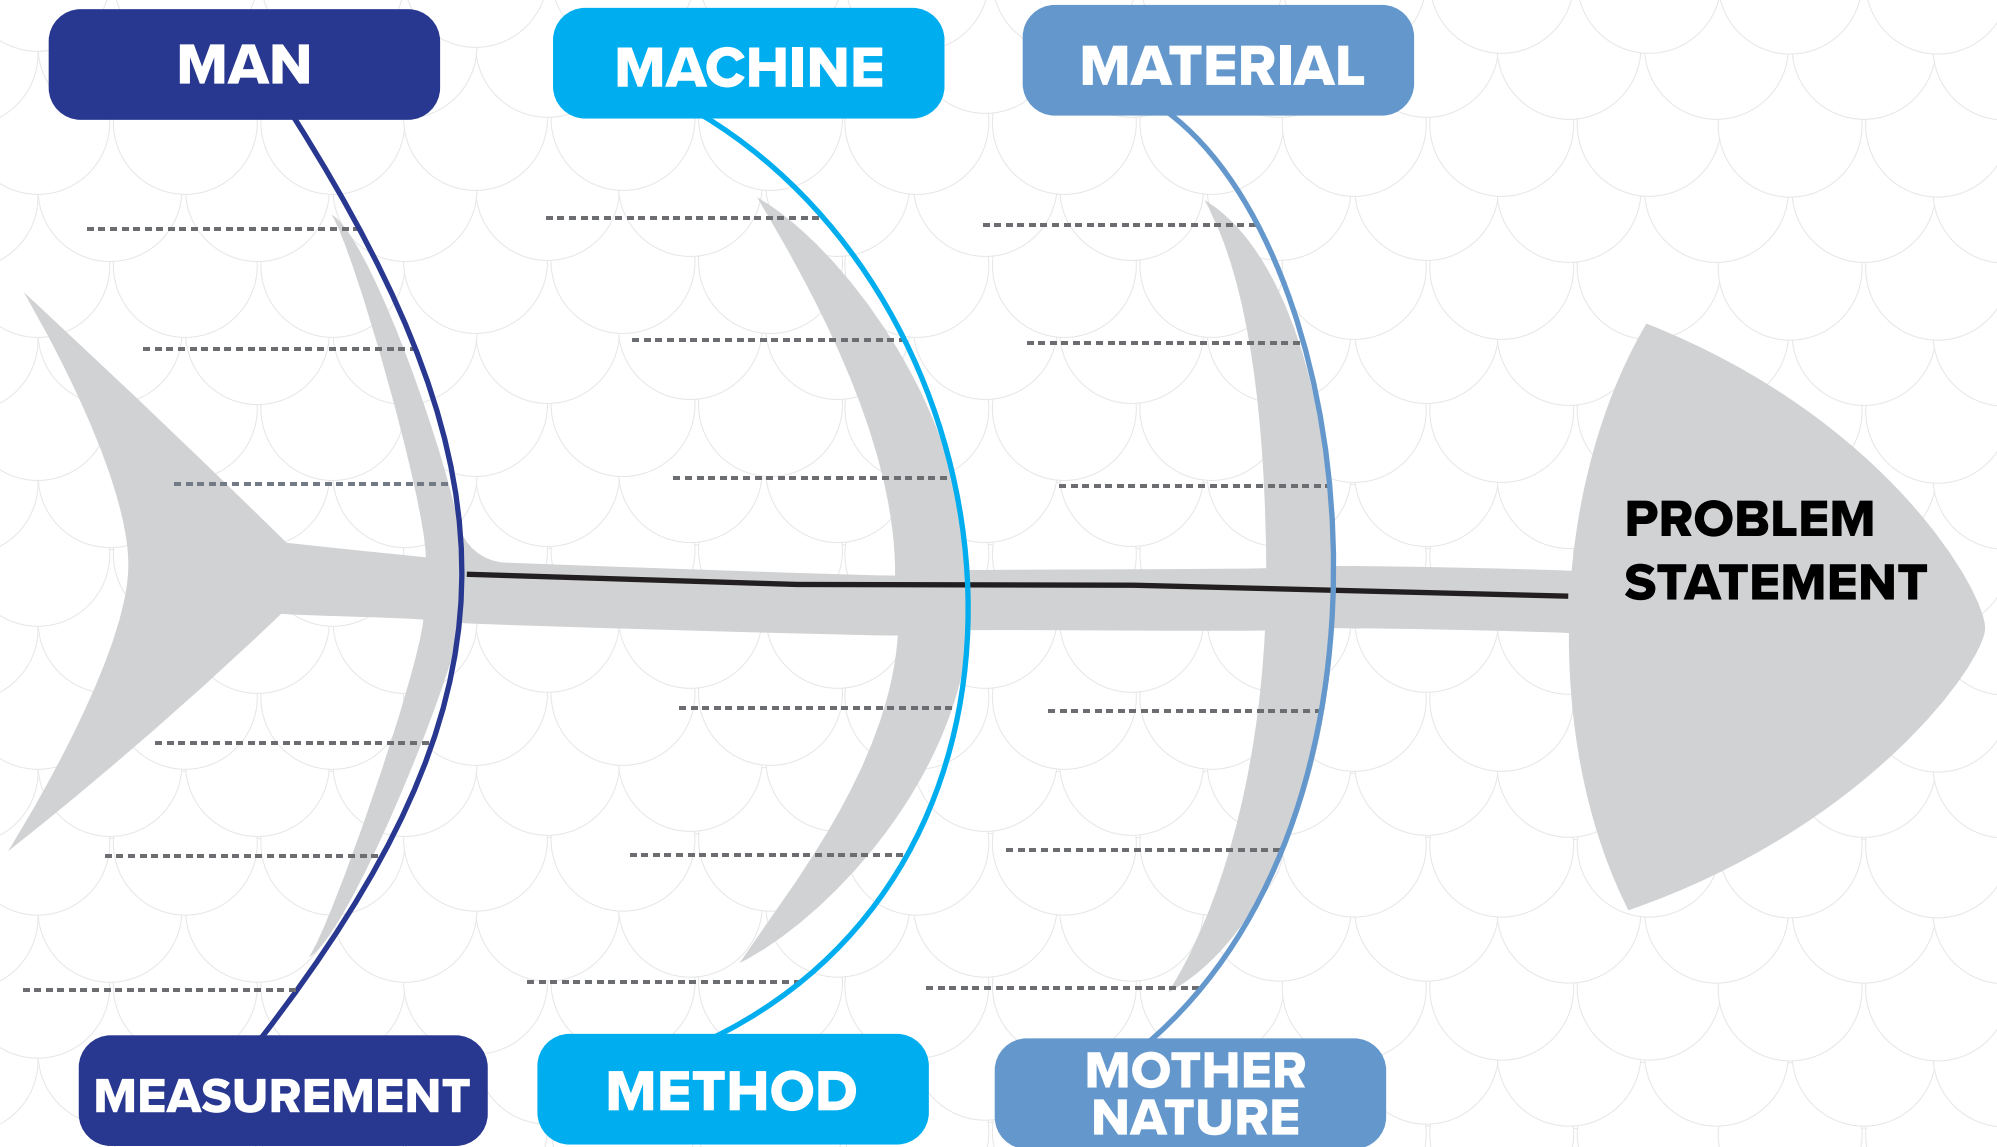 MAN
MACHINE
MATERIAL
PROBLEM
STATEMENT
MEASUREMENT
METHOD
MOTHER
NATURE